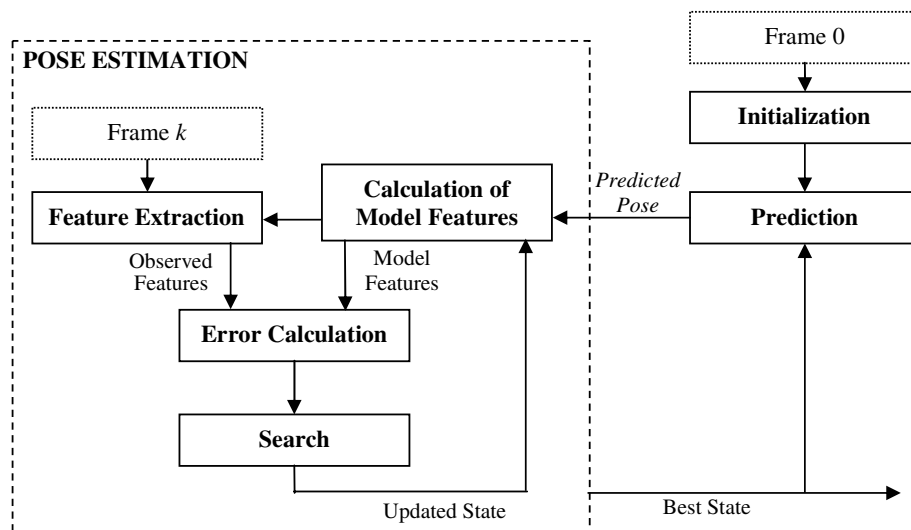 Frame 0
POSE ESTIMATION
Initialization
Frame k
Calculation of
Model Features
Predicted
Pose
Feature Extraction
Prediction
Observed
Features
Model
Features
Error Calculation
Search
Updated State
Best State